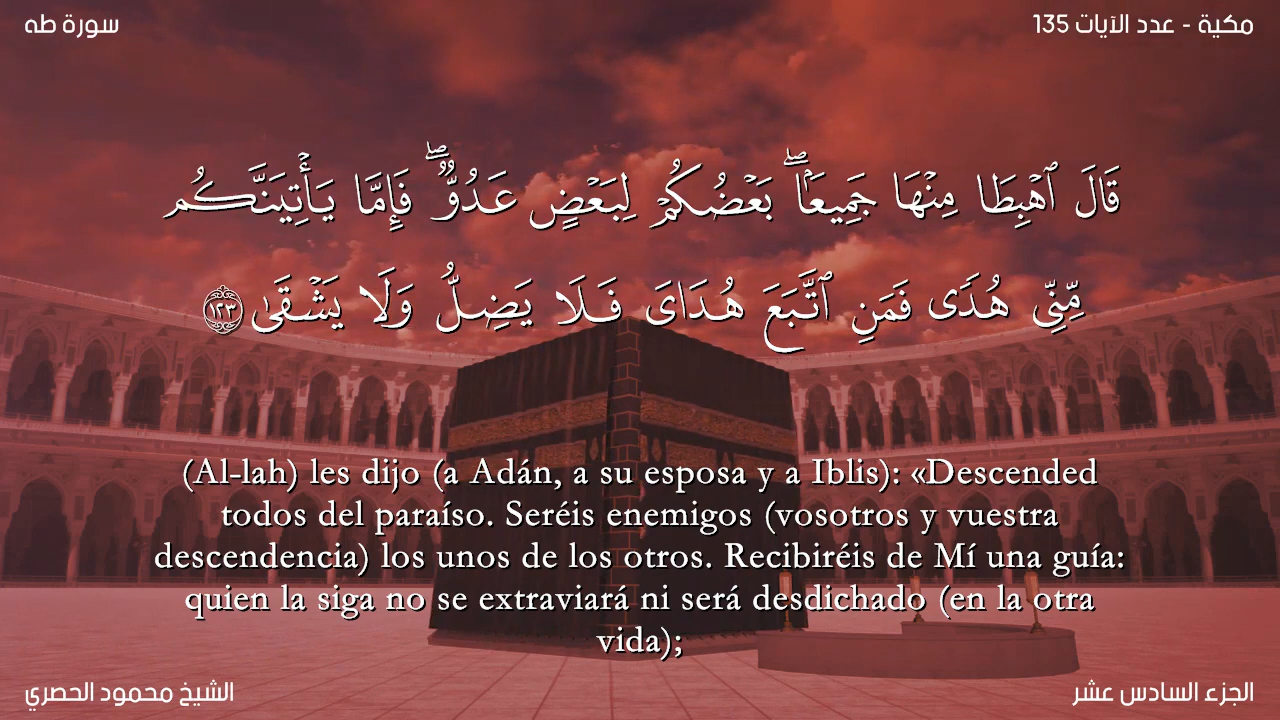 سورة طه
مكية - عدد الآيات 135
قَالَ ٱهْبِطَا مِنْهَا جَمِيعًۢا ۖ بَعْضُكُمْ لِبَعْضٍ عَدُوٌّ ۖ فَإِمَّا يَأْتِيَنَّكُم
مِّنِّى هُدًى فَمَنِ ٱتَّبَعَ هُدَاىَ فَلَا يَضِلُّ وَلَا يَشْقَىٰ ١٢٣
(Al-lah) les dijo (a Adán, a su esposa y a Iblis): «Descended
todos del paraíso. Seréis enemigos (vosotros y vuestra
descendencia) los unos de los otros. Recibiréis de Mí una guía:
quien la siga no se extraviará ni será desdichado (en la otra
vida);
الشيخ محمود الحصري
الجزء السادس عشر